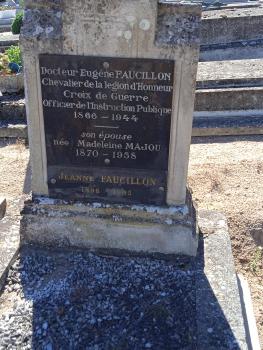 Docteur Eugène FAUCILLON
Chevalier de la légion d'Honneur
Croix de Guerre
Officier de l'Instruction Publique
1866 - 1944
son épouse
née Madeleine MAJOU
1870 - 1958
JEANNE FAUCILLON